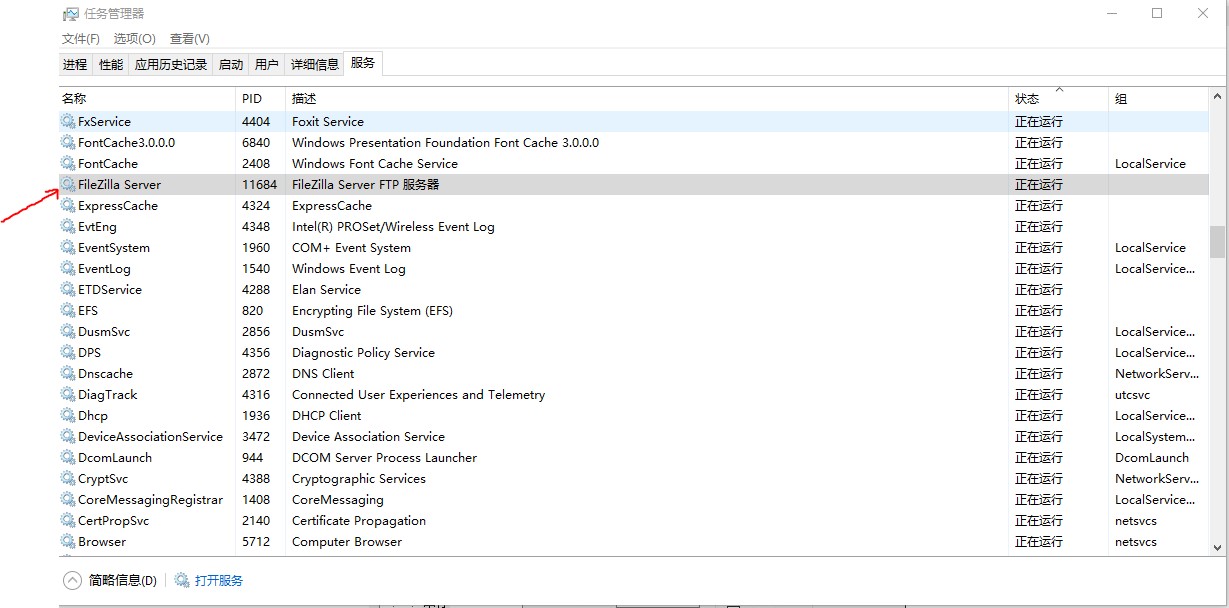 任务管理器
文件(F) 选项(O) 查看(V)
进程 性能 应用历史记录 启动 用户 详细信息 服务
名称 PID 描述 状态 组
FxService 4404 Foxit Service 正在运行
FontCache3.0.0.0 6840 Windows Presentation Foundation Font Cache 3.0.0.0 正在运行
FontCache 2408 Windows Font Cache Service 正在运行 LocalService
FileZilla Server 11684 FileZilla Server FTP 服务器 正在运行
ExpressCache 4324 ExpressCache 正在运行
EvtEng 4348 Intel(R) PROSet/Wireless Event Log 正在运行
EventSystem 1960 COM+ Event System 正在运行 LocalService
EventLog 1540 Windows Event Log 正在运行 LocalService...
ETDService 4288 Elan Service 正在运行
EFS 820 Encrypting File System (EFS) 正在运行
DusmSvc 2856 DusmSvc 正在运行 LocalService...
DPS 4356 Diagnostic Policy Service 正在运行 LocalService...
Dnscache 2872 DNS Client 正在运行 NetworkServ...
DiagTrack 4316 Connected User Experiences and Telemetry 正在运行 utcsvc
Dhcp 1936 DHCP Client 正在运行 LocalService...
DeviceAssociationService 3472 Device Association Service 正在运行 LocalSystem...
DcomLaunch 944 DCOM Server Process Launcher 正在运行 DcomLaunch
CryptSvc 4388 Cryptographic Services 正在运行 NetworkServ...
CoreMessagingRegistrar 1408 CoreMessaging 正在运行 LocalService...
CertPropSvc 2140 Certificate Propagation 正在运行 netsvcs
Browser 5712 Computer Browser 正在运行 netsvcs
简略信息(D) 打开服务